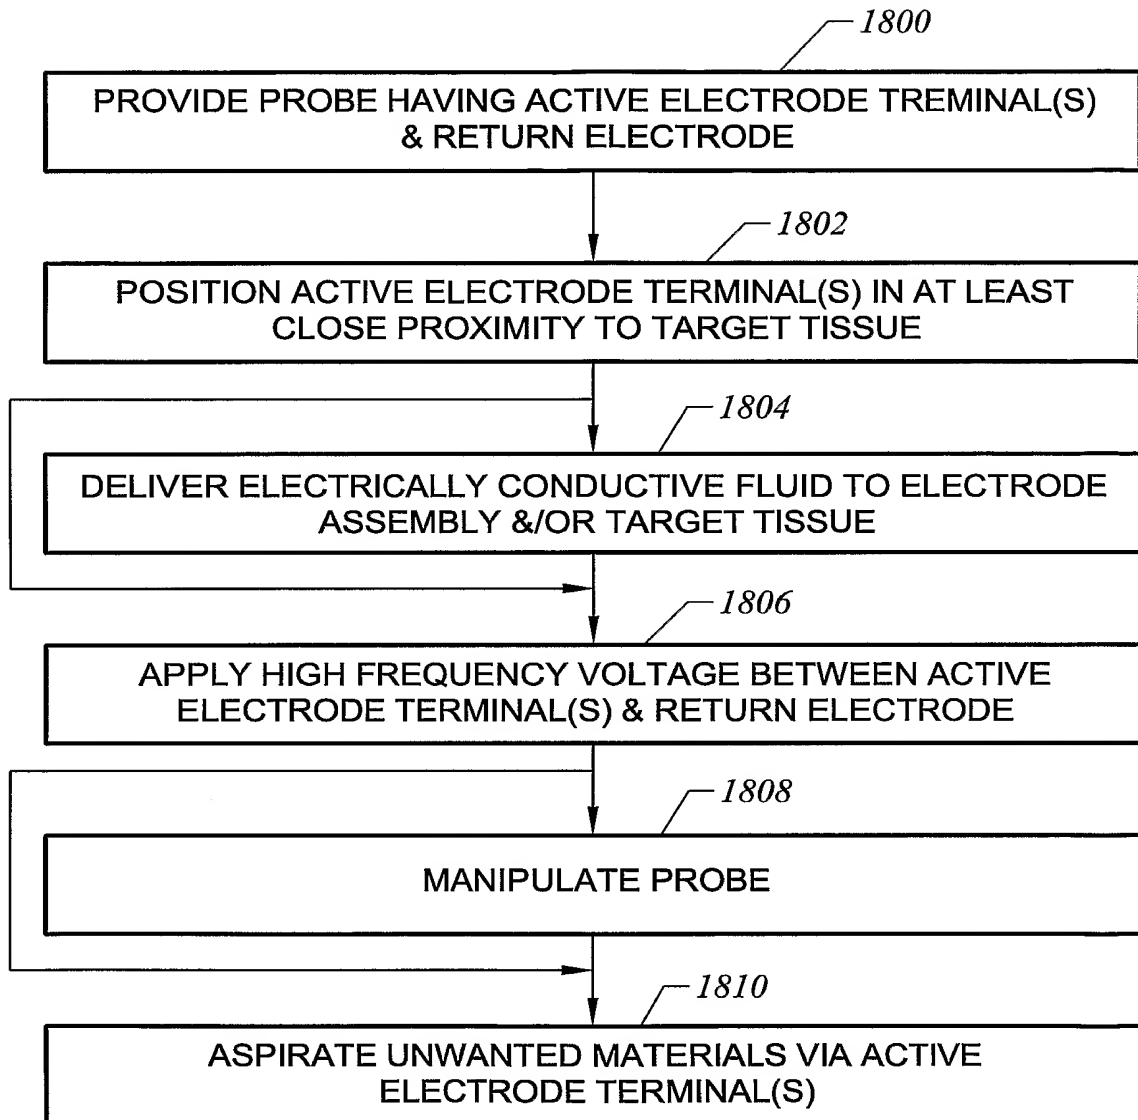 1800
PROVIDE PROBE HAVING ACTIVE ELECTRODE TREMINAL(S)
& RETURN ELECTRODE
1802
POSITION ACTIVE ELECTRODE TERMINAL(S) IN AT LEAST
CLOSE PROXIMITY TO TARGET TISSUE
1804
DELIVER ELECTRICALLY CONDUCTIVE FLUID TO ELECTRODE
ASSEMBLY &/OR TARGET TISSUE
1806
APPLY HIGH FREQUENCY VOLTAGE BETWEEN ACTIVE
ELECTRODE TERMINAL(S) & RETURN ELECTRODE
1808
MANIPULATE PROBE
1810
ASPIRATE UNWANTED MATERIALS VIA ACTIVE
ELECTRODE TERMINAL(S)